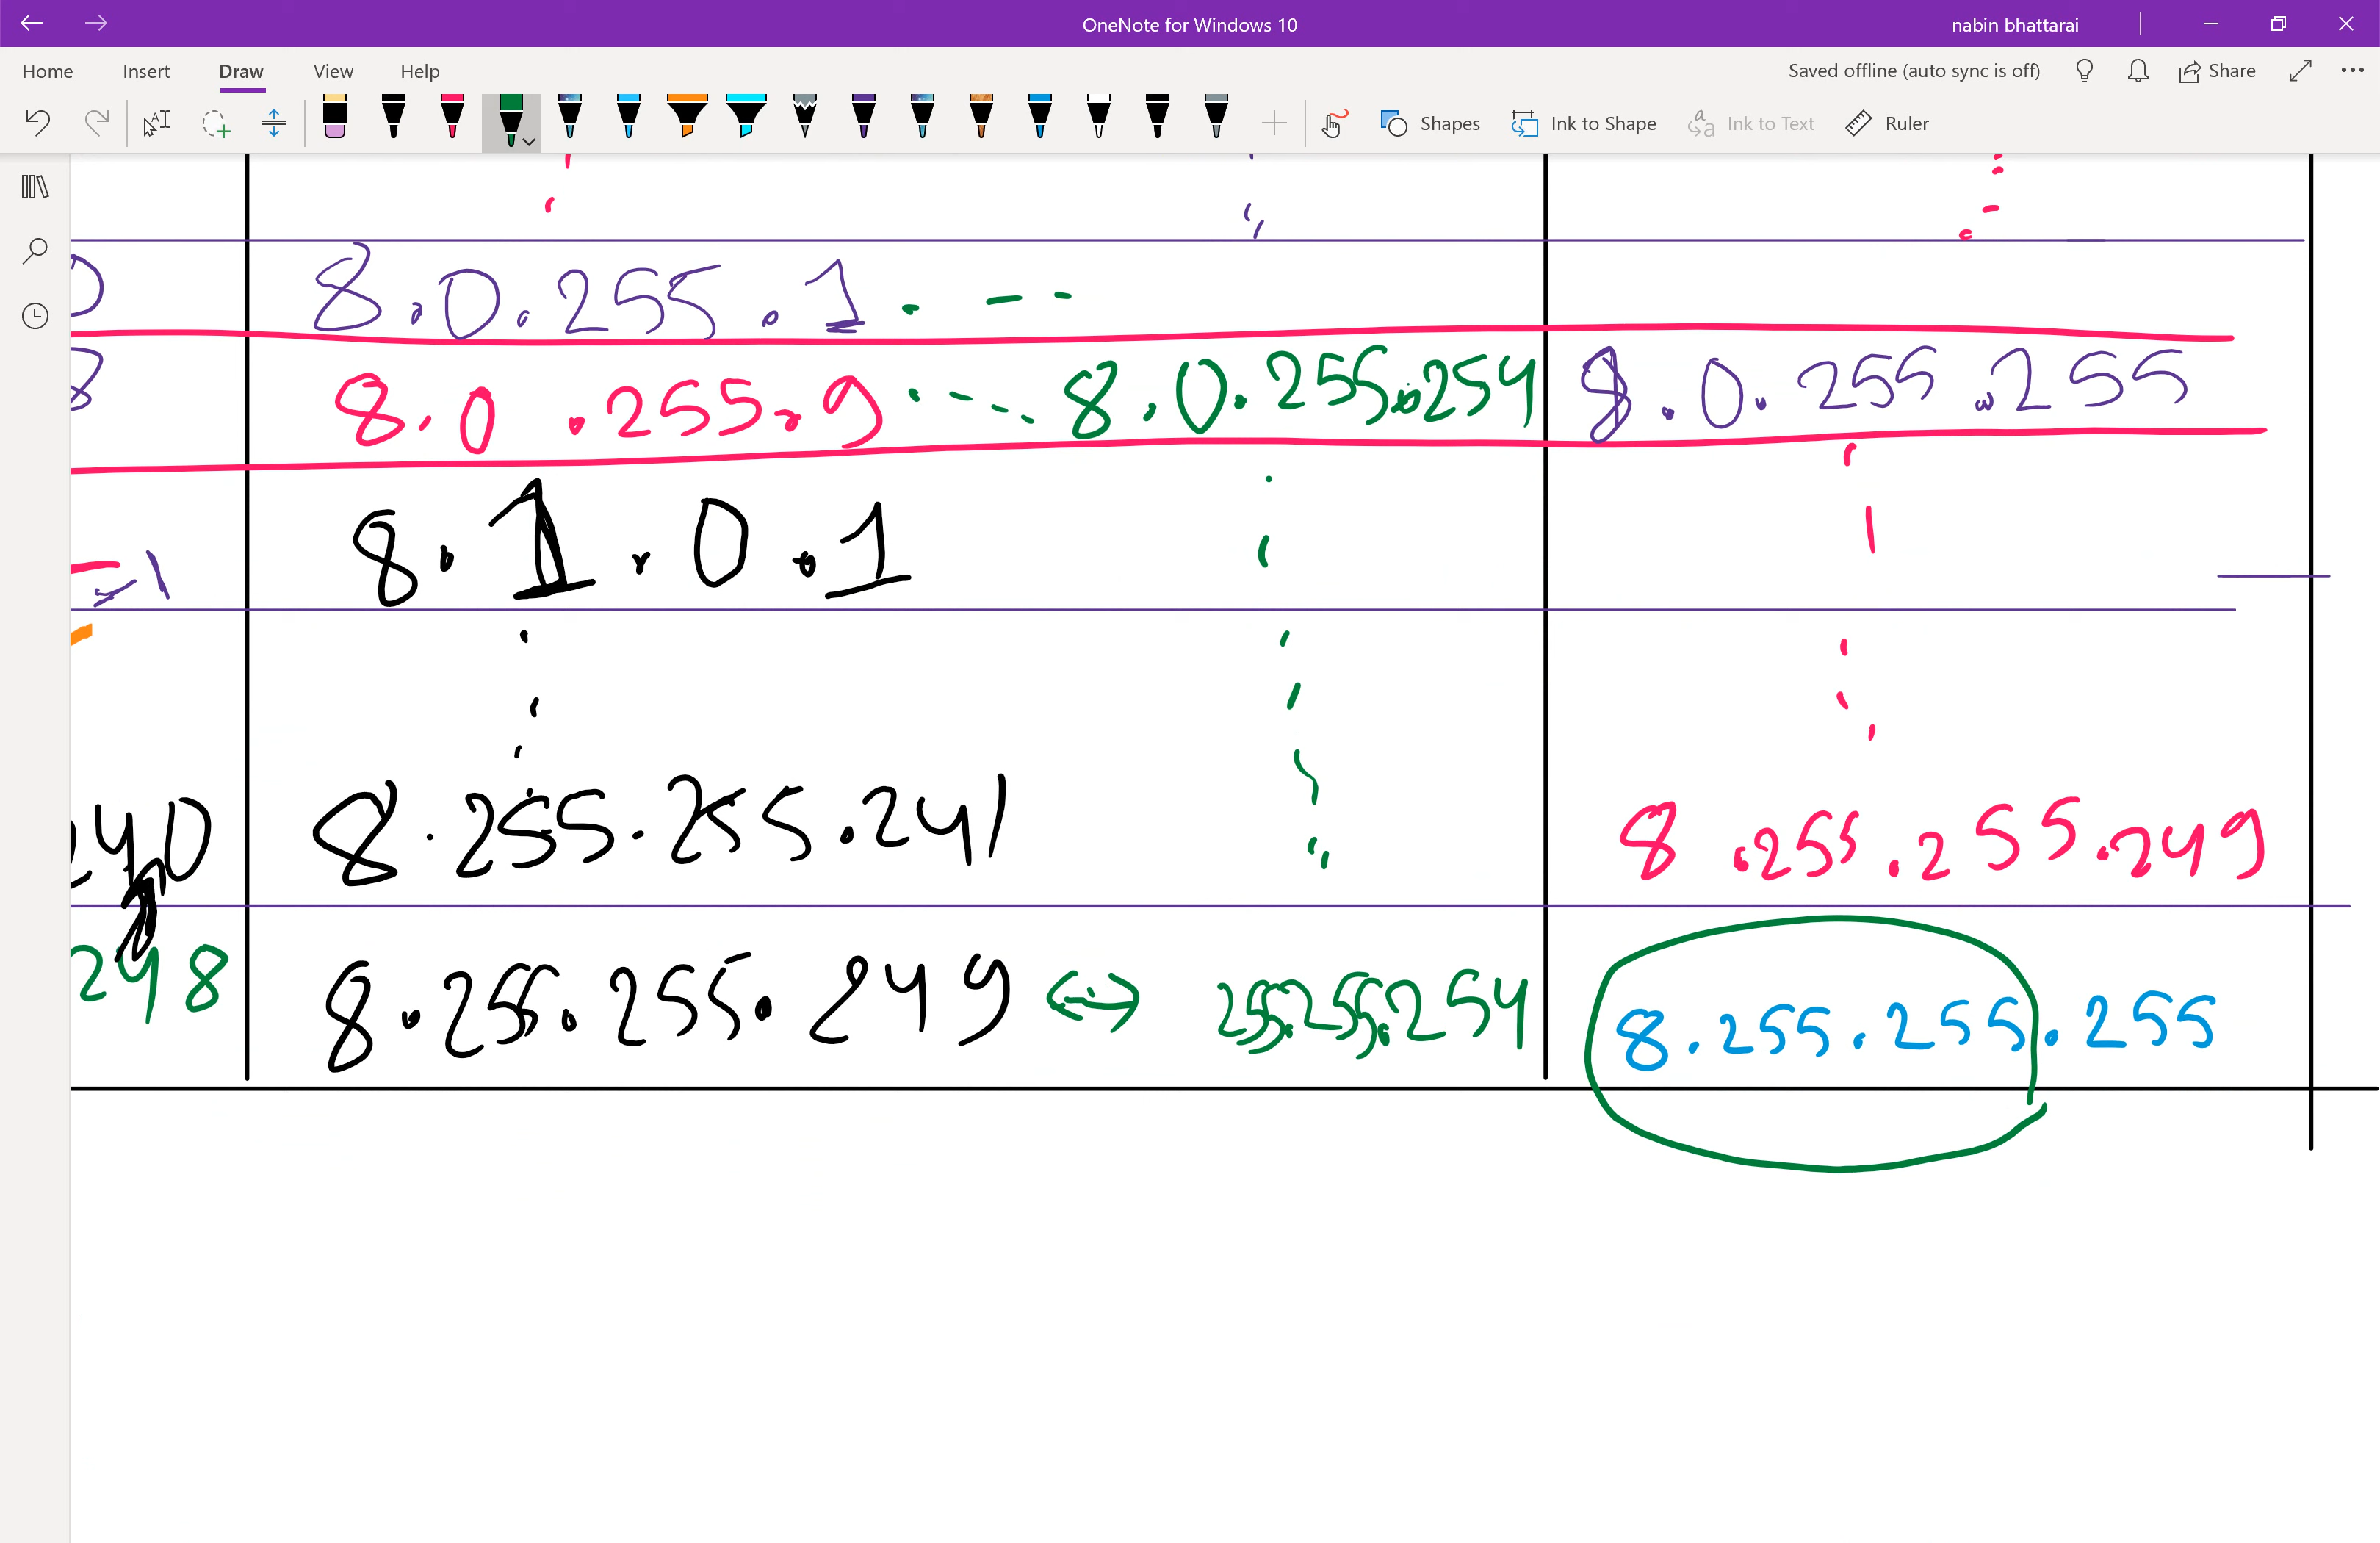 OneNote for Windows 10
nabin bhattarai
Home Insert Draw View Help
Saved offline (auto sync is off) Share
Shapes Ink to Shape Ink to Text Ruler
8.0.255.1. - - -
8.0.255.9 . - - - 8.0.255.254 8.0.255.255
8.1.0.1
8.255.255.241 8.255.255.249
248 8.255.255.249 <-> 255.255.254 8.255.255.255